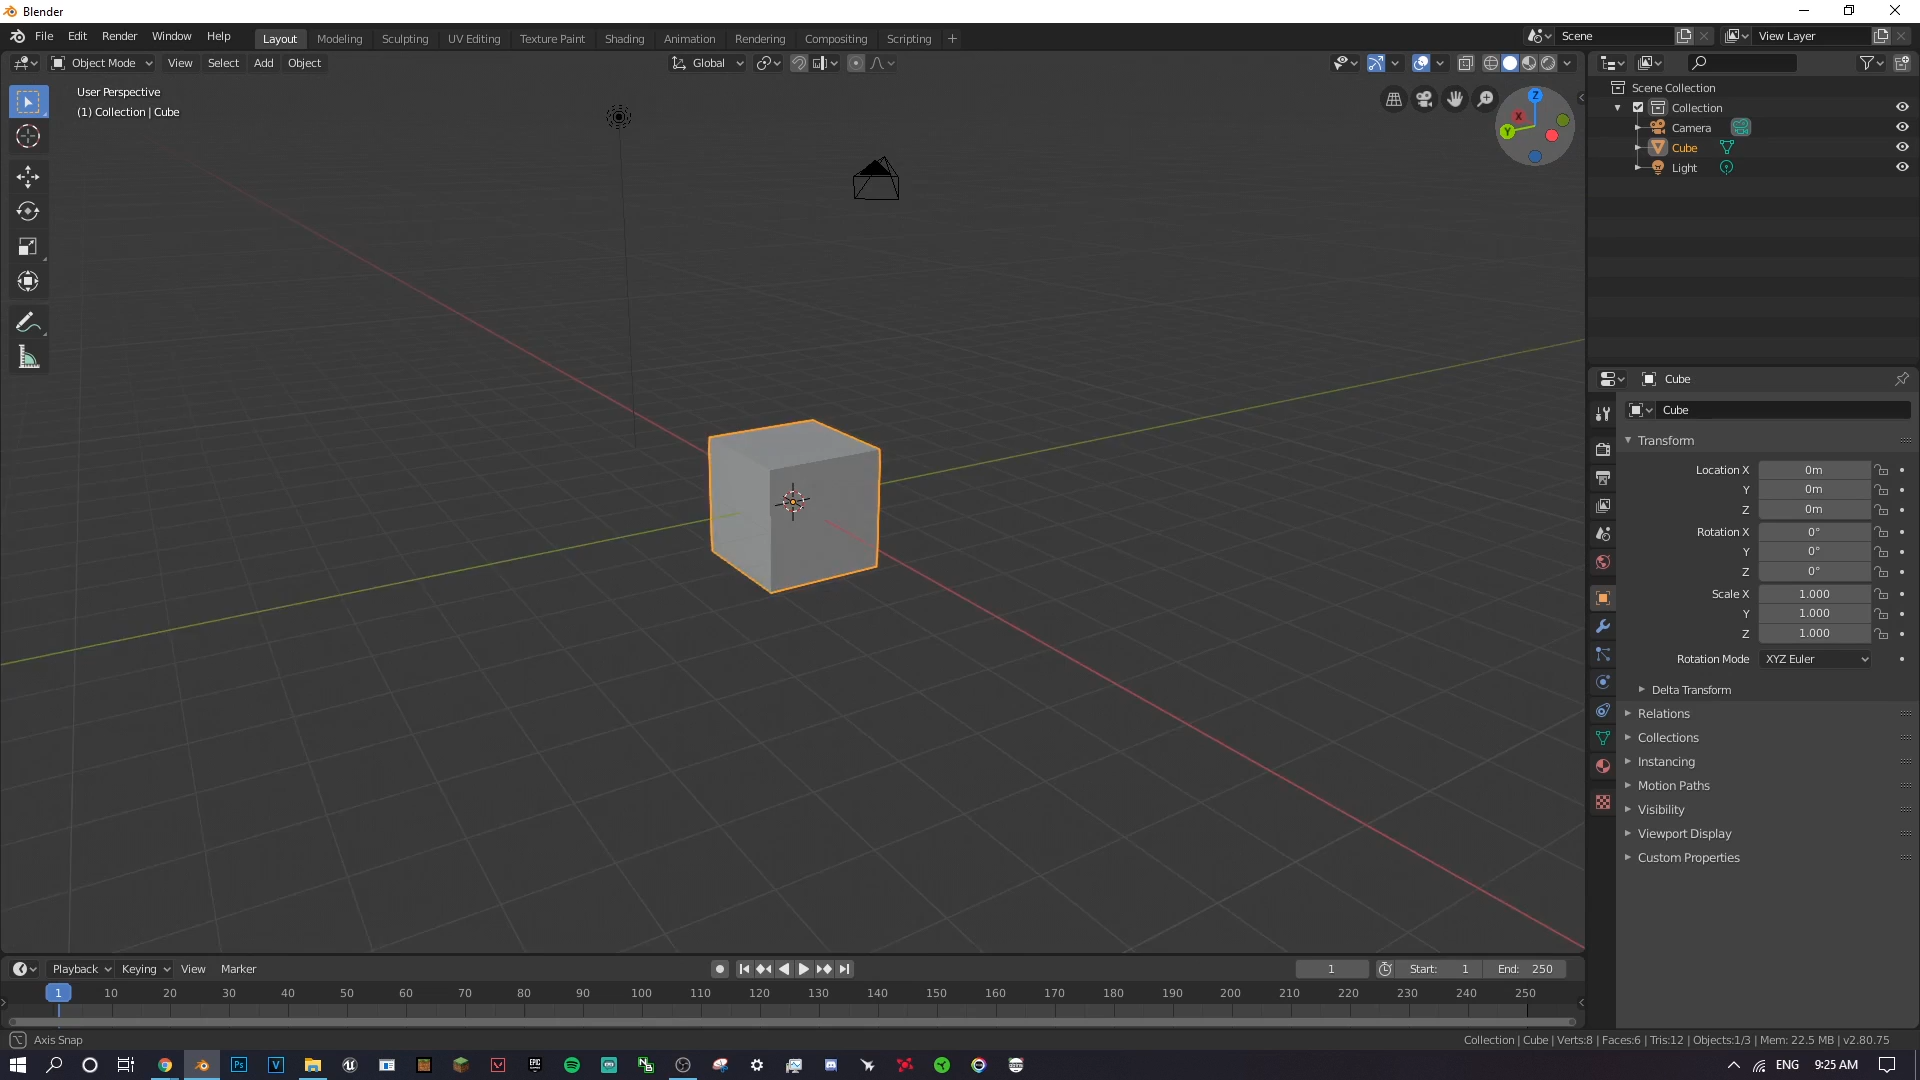 Blender
File Edit Render Window Help Layout Modeling Sculpting UV Editing Texture Paint Shading Animation Rendering Compositing Scripting + Scene View Layer
Object Mode View Select Add Object Global
User Perspective
(1) Collection | Cube
Z
X
Y
Scene Collection
Collection
Camera
Cube
Light
Cube
Cube
Transform
Location X 0m
Y 0m
Z 0m
Rotation X 0°
Y 0°
Z 0°
Scale X 1.000
Y 1.000
Z 1.000
Rotation Mode XYZ Euler
Delta Transform
Relations
Collections
Instancing
Motion Paths
Visibility
Viewport Display
Custom Properties
Playback Keying View Marker 1 Start: 1 End: 250
1 10 20 30 40 50 60 70 80 90 100 110 120 130 140 150 160 170 180 190 200 210 220 230 240 250
Axis Snap Collection | Cube | Verts:8 | Faces:6 | Tris:12 | Objects:1/3 | Mem: 22.5 MB | v2.80.75
Ps V EPIC ENG 9:25 AM